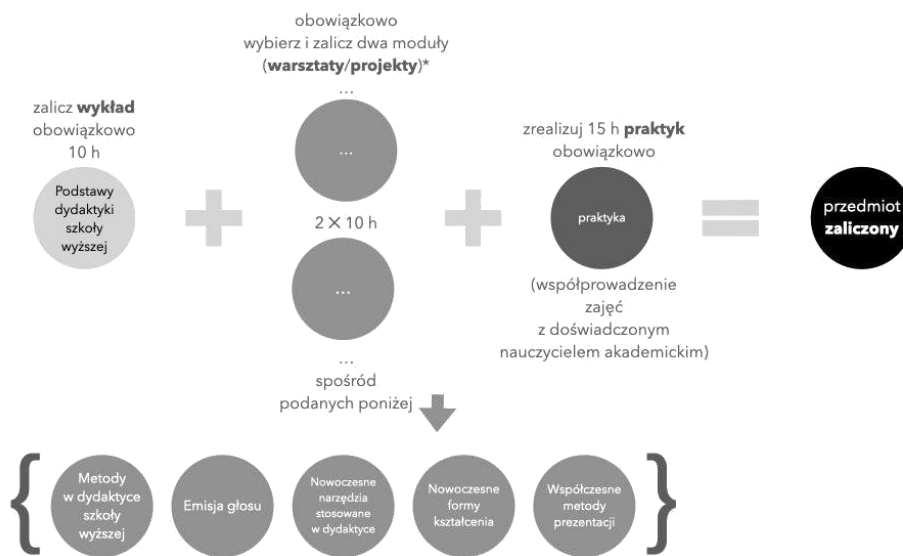 obowiązkowo
wybierz i zalicz dwa moduły
(warsztaty/projekty)*
...
zalicz wykład
obowiązkowo
10 h
Podstawy
dydaktyki
szkoły
wyższej
...
2 × 10 h
...
...
spośród
podanych poniżej
zrealizuj 15 h praktyk
obowiązkowo
praktyka
(współprowadzenie
zajęć
z doświadczonym
nauczycielem akademickim)
przedmiot
zaliczony
Metody
w dydaktyce
szkoły
wyższej
Emisja głosu
Nowoczesne
narzędzia
stosowane
w dydaktyce
Nowoczesne
formy
kształcenia
Współczesne
metody
prezentacji